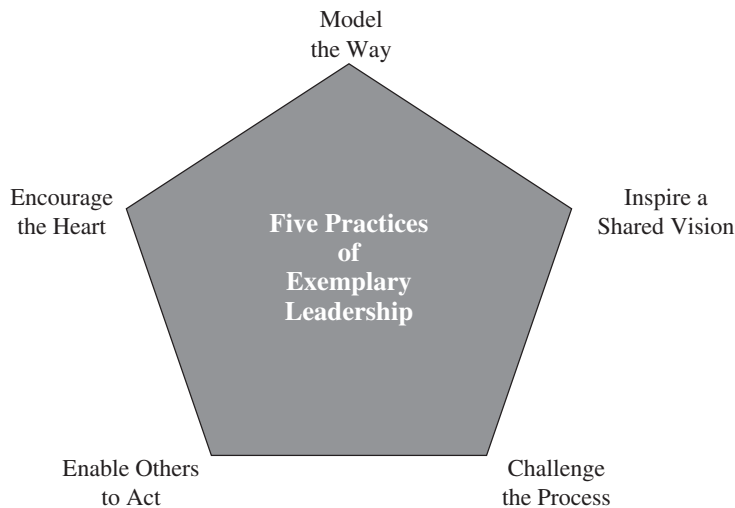 Model
the Way
Encourage
the Heart
Inspire a
Shared Vision
Five Practices
of
Exemplary
Leadership
Enable Others
to Act
Challenge
the Process